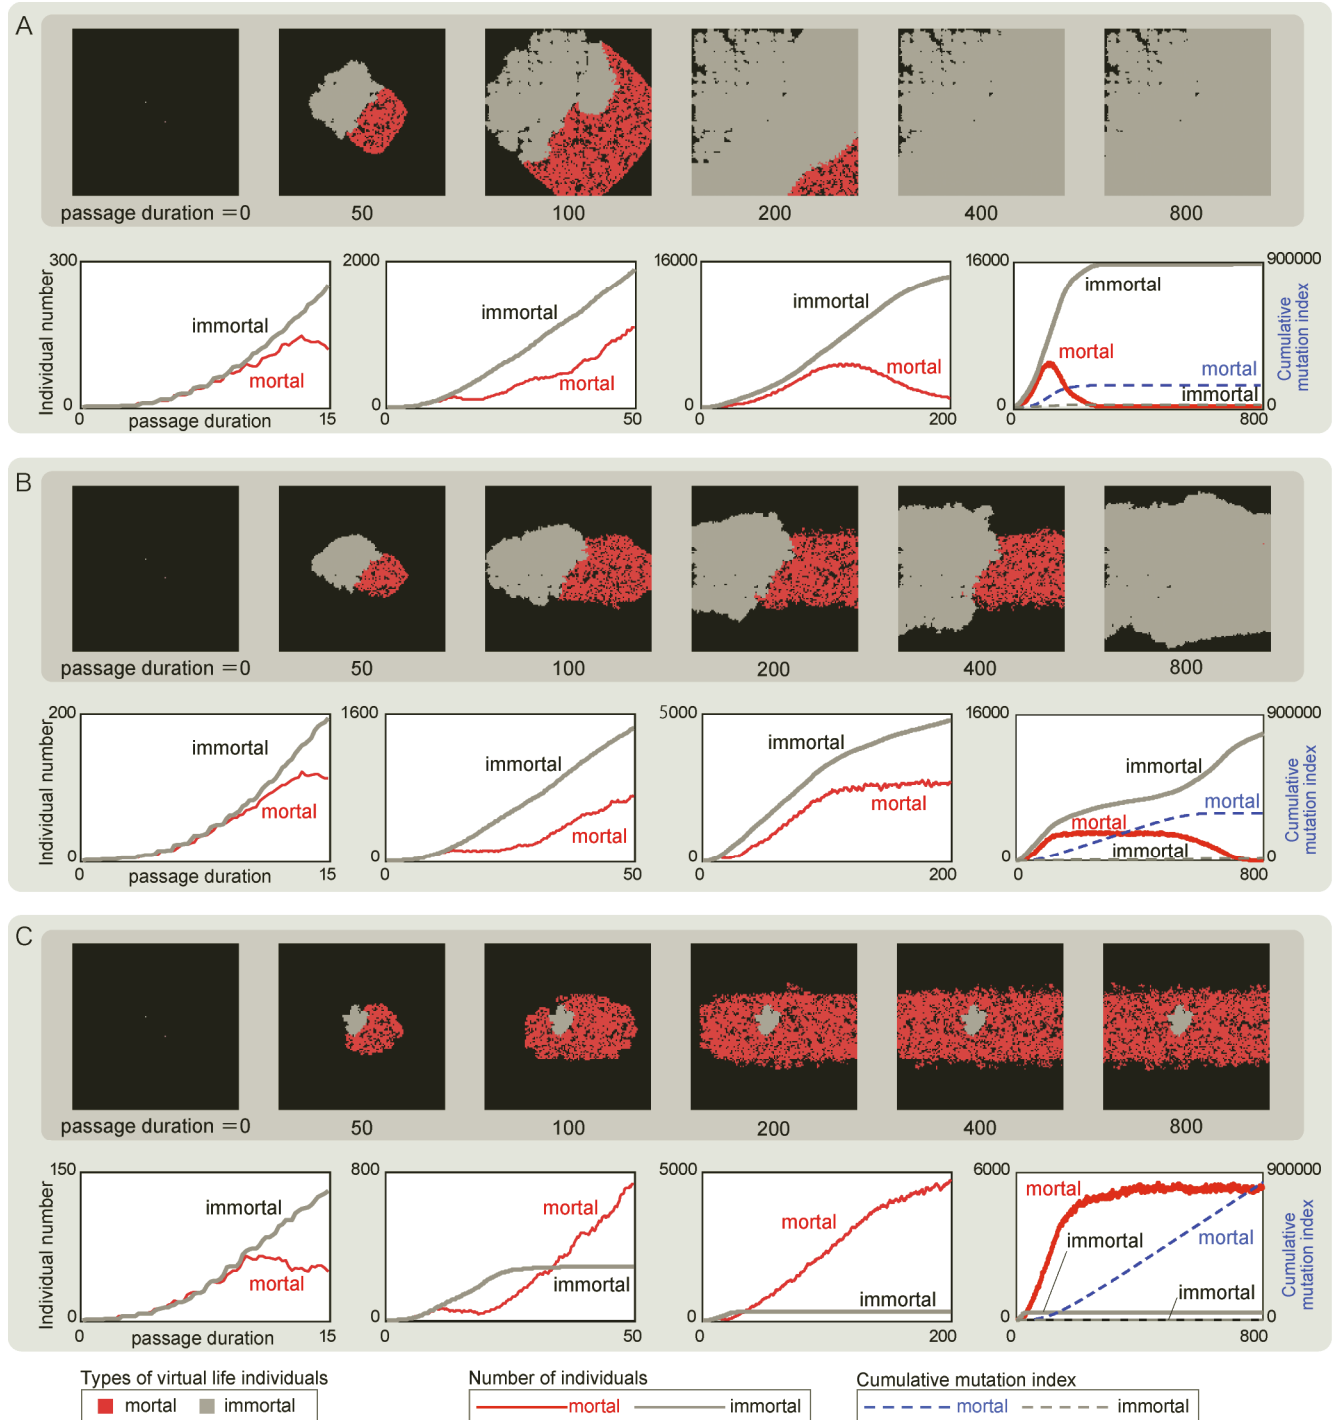 A
passage duration =0 50 100 200 400 800
300 2000 16000 16000 900000
Individual number
immortal immortal immortal immortal
mortal mortal mortal mortal mortal
immortal
Cumulative mutation index
0 0 0 0
0 passage duration 15 0 50 0 200 0 800
B
passage duration =0 50 100 200 400 800
200 1600 5000 16000 900000
Individual number
immortal immortal immortal immortal
mortal mortal mortal mortal mortal
immortal
Cumulative mutation index
0 0 0 0
0 passage duration 15 0 50 0 200 0 800
C
passage duration =0 50 100 200 400 800
150 800 5000 6000 900000
Individual number
immortal mortal mortal mortal
mortal immortal immortal immortal mortal
immortal
Cumulative mutation index
0 0 0 0
0 passage duration 15 0 50 0 200 0 800
Types of virtual life individuals
mortal immortal
Number of individuals
mortal immortal
Cumulative mutation index
mortal immortal